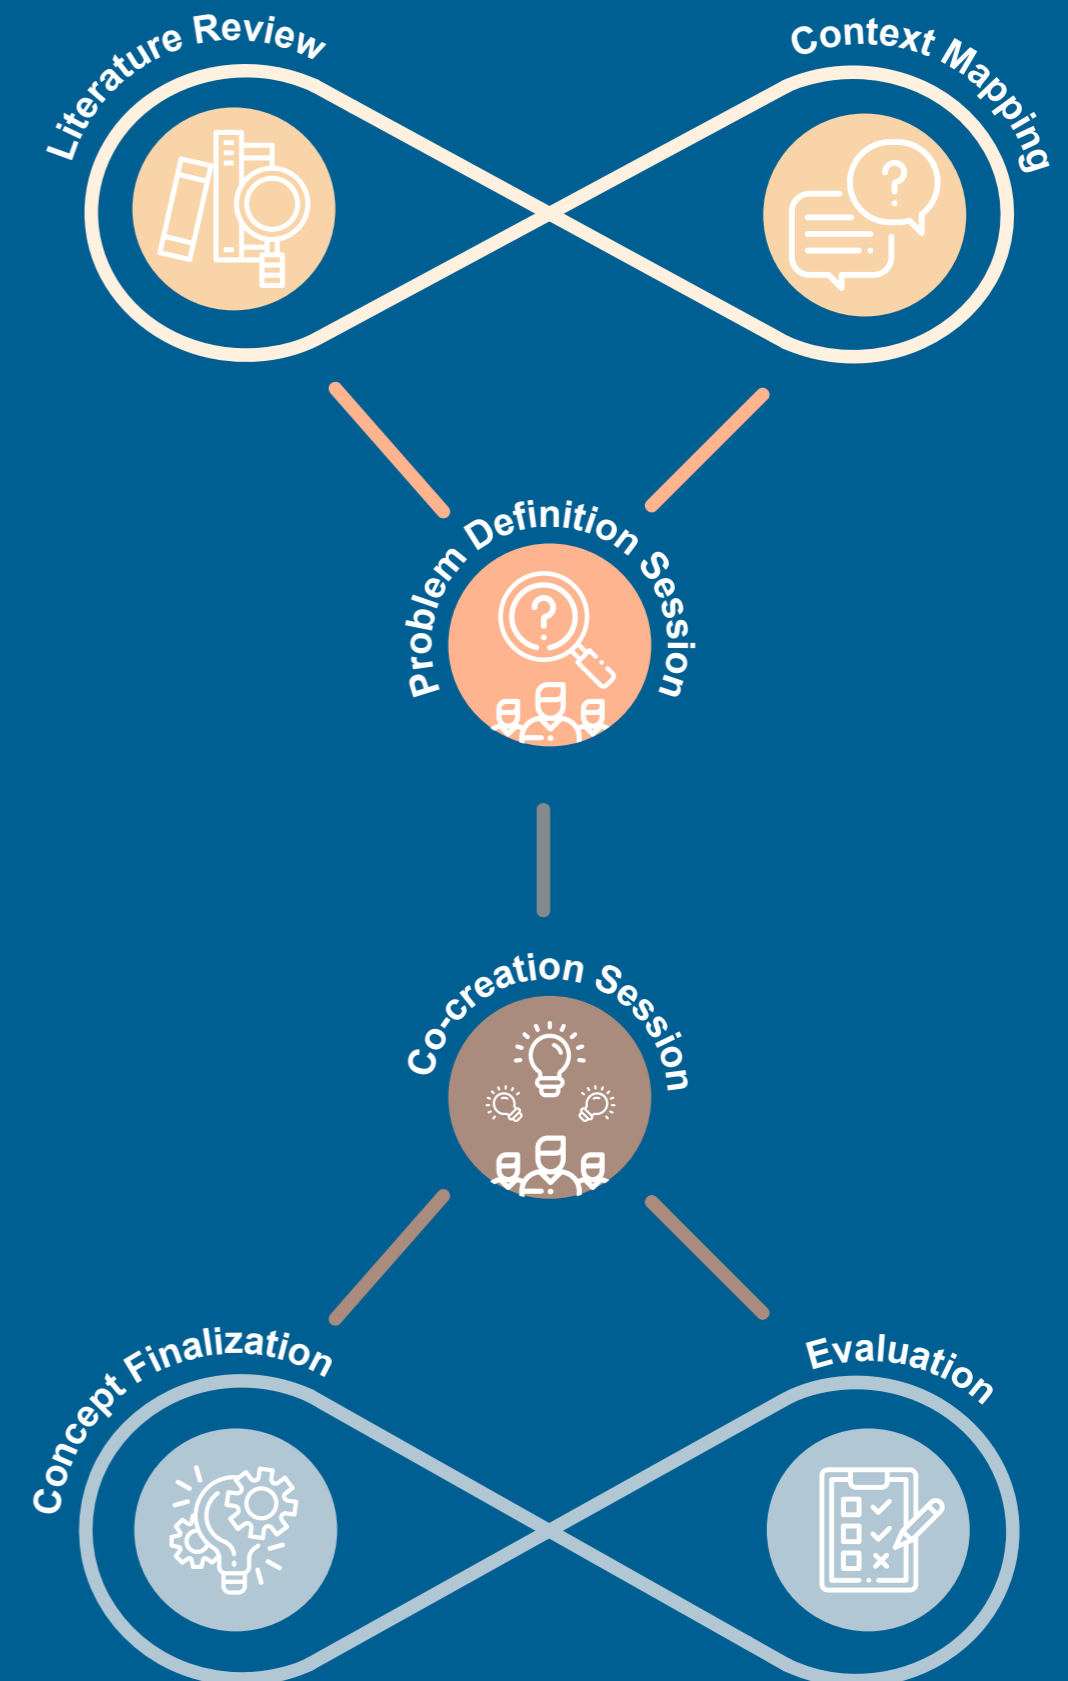 Literature Review
Context Mapping
Problem Definition Session
Co-creation Session
Concept Finalization
Evaluation